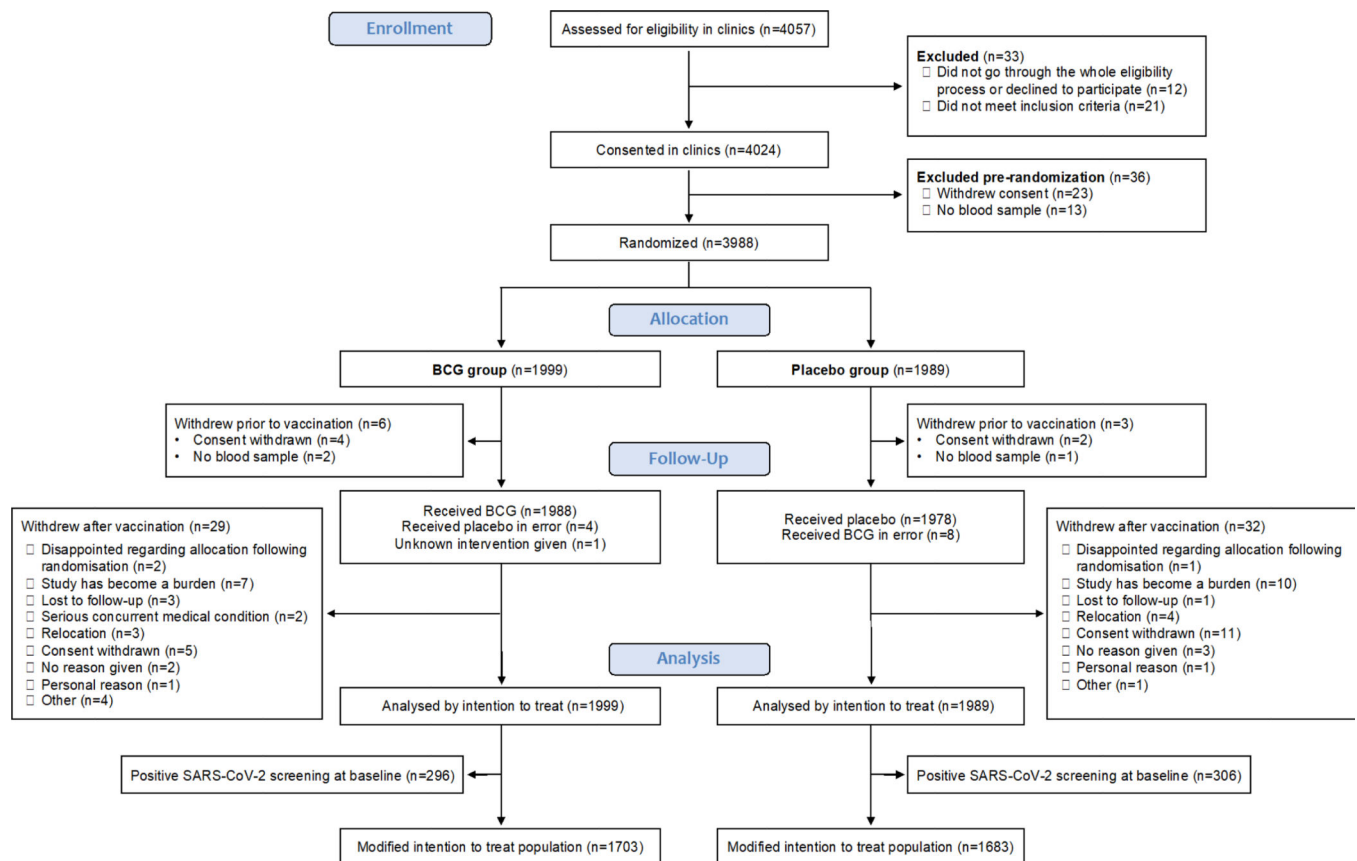 Enrollment
Assessed for eligibility in clinics (n=4057)
Excluded (n=33)
□ Did not go through the whole eligibility
process or declined to participate (n=12)
□ Did not meet inclusion criteria (n=21)
Consented in clinics (n=4024)
Excluded pre-randomization (n=36)
□ Withdrew consent (n=23)
□ No blood sample (n=13)
Randomized (n=3988)
Allocation
BCG group (n=1999)
Placebo group (n=1989)
Withdrew prior to vaccination (n=6)
• Consent withdrawn (n=4)
• No blood sample (n=2)
Withdrew prior to vaccination (n=3)
• Consent withdrawn (n=2)
• No blood sample (n=1)
Follow-Up
Received BCG (n=1988)
Received placebo in error (n=4)
Unknown intervention given (n=1)
Received placebo (n=1978)
Received BCG in error (n=8)
Withdrew after vaccination (n=29)
□ Disappointed regarding allocation following
randomisation (n=2)
□ Study has become a burden (n=7)
□ Lost to follow-up (n=3)
□ Serious concurrent medical condition (n=2)
□ Relocation (n=3)
□ Consent withdrawn (n=5)
□ No reason given (n=2)
□ Personal reason (n=1)
□ Other (n=4)
Withdrew after vaccination (n=32)
□ Disappointed regarding allocation following
randomisation (n=1)
□ Study has become a burden (n=10)
□ Lost to follow-up (n=1)
□ Relocation (n=4)
□ Consent withdrawn (n=11)
□ No reason given (n=3)
□ Personal reason (n=1)
□ Other (n=1)
Analysis
Analysed by intention to treat (n=1999)
Analysed by intention to treat (n=1989)
Positive SARS-CoV-2 screening at baseline (n=296)
Positive SARS-CoV-2 screening at baseline (n=306)
Modified intention to treat population (n=1703)
Modified intention to treat population (n=1683)